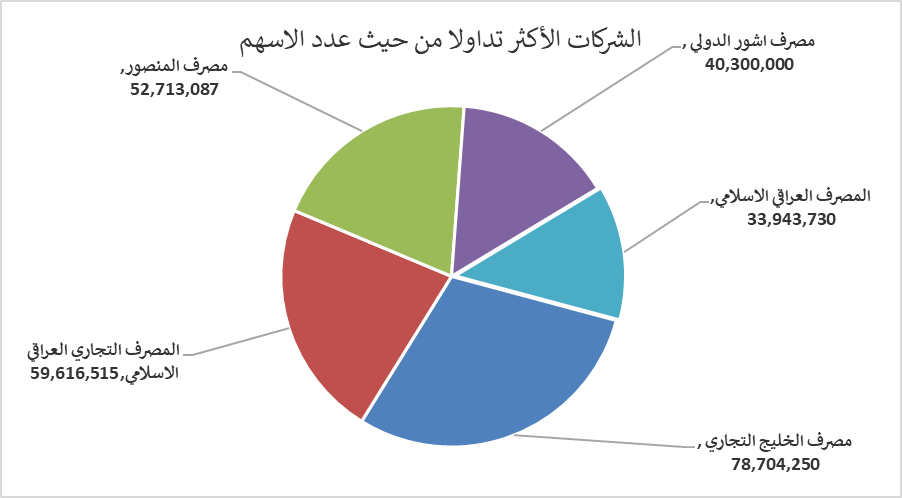 الشركات الأكثر تداولا من حيث عدد الاسهم
مصرف اشور الدولي ,
40,300,000
المصرف العراقي الاسلامي,
33,943,730
مصرف الخليج التجاري ,
78,704,250
المصرف التجاري العراقي
الاسلامي, 59,616,515
مصرف المنصور,
52,713,087